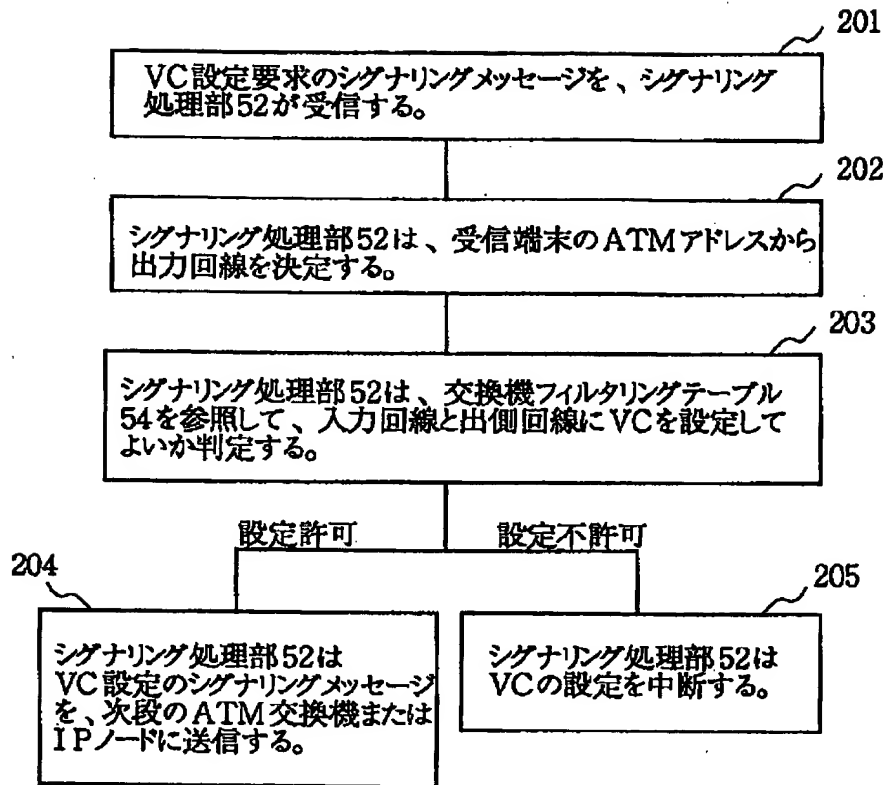 201
VC設定要求のシグナリングメッセージを、シグナリング
処理部52が受信する。
202
シグナリング処理部52は、受信端末のATMアドレスから
出力回線を決定する。
203
シグナリング処理部52は、交換機フィルタリングテーブル
54を参照して、入力回線と出側回線にVCを設定して
よいか判定する。
設定許可
設定不許可
204
シグナリング処理部52は
VC設定のシグナリングメッセージ
を、次段のATM交換機または
IPノードに送信する。
205
シグナリング処理部52は
VCの設定を中断する。